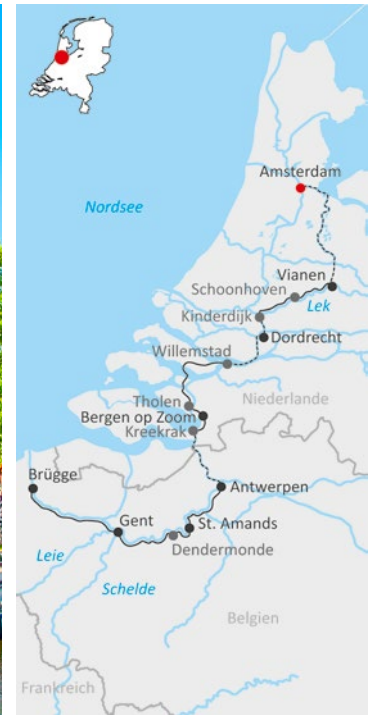 Amsterdam
Nordsee
Vianen
Schoonhoven
Lek
Kinderdijk
Dordrecht
Willemstad
Niederlande
Tholen
Bergen op Zoom
Kreekrak
Brügge
Antwerpen
Gent
St. Amands
Dendermonde
Leie
Schelde
Belgien
Frankreich